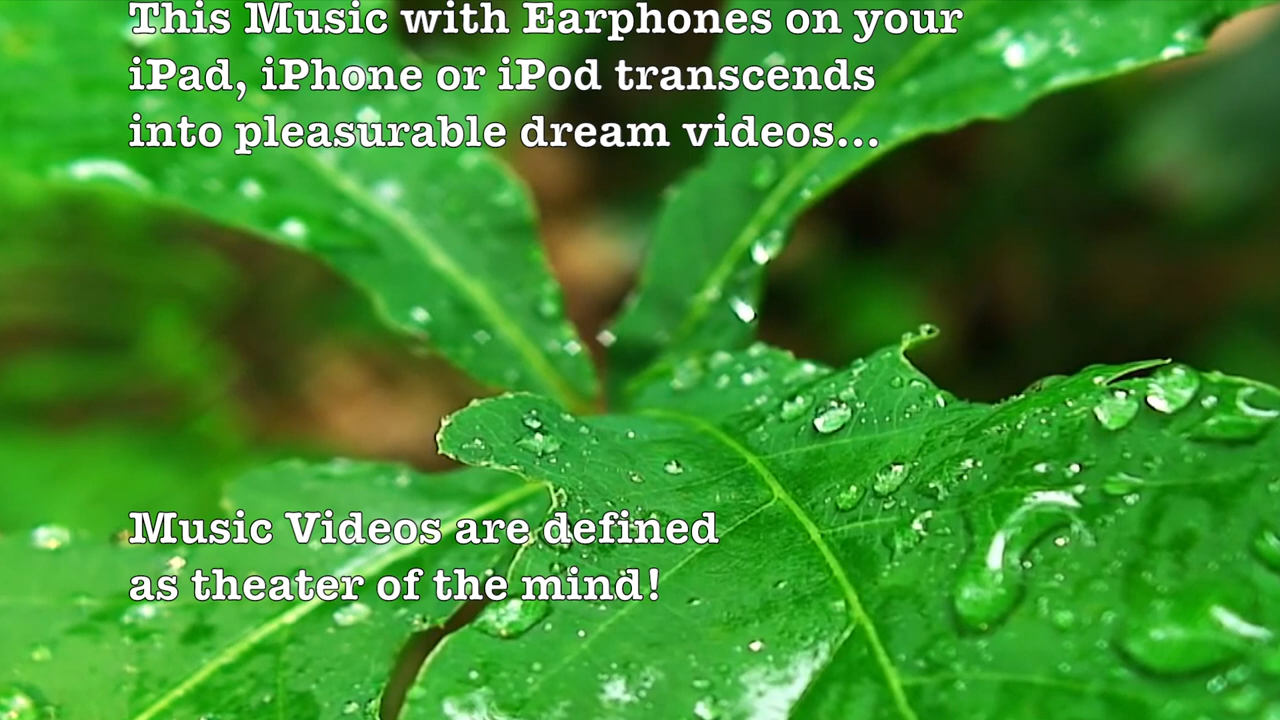 This Music with Earphones on your
iPad, iPhone or iPod transcends
into pleasurable dream videos...
Music Videos are defined
as theater of the mind!